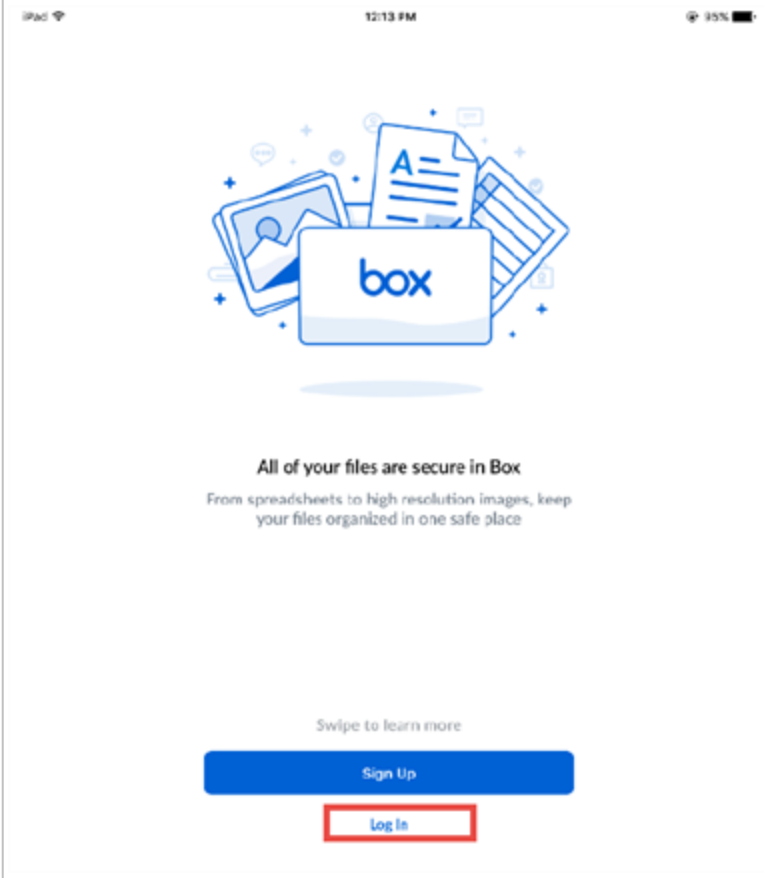 iPad
12:13 PM
95%
A
box
All of your files are secure in Box
From spreadsheets to high resolution images, keep
your files organized in one safe place
Swipe to learn more
Sign Up
Log In